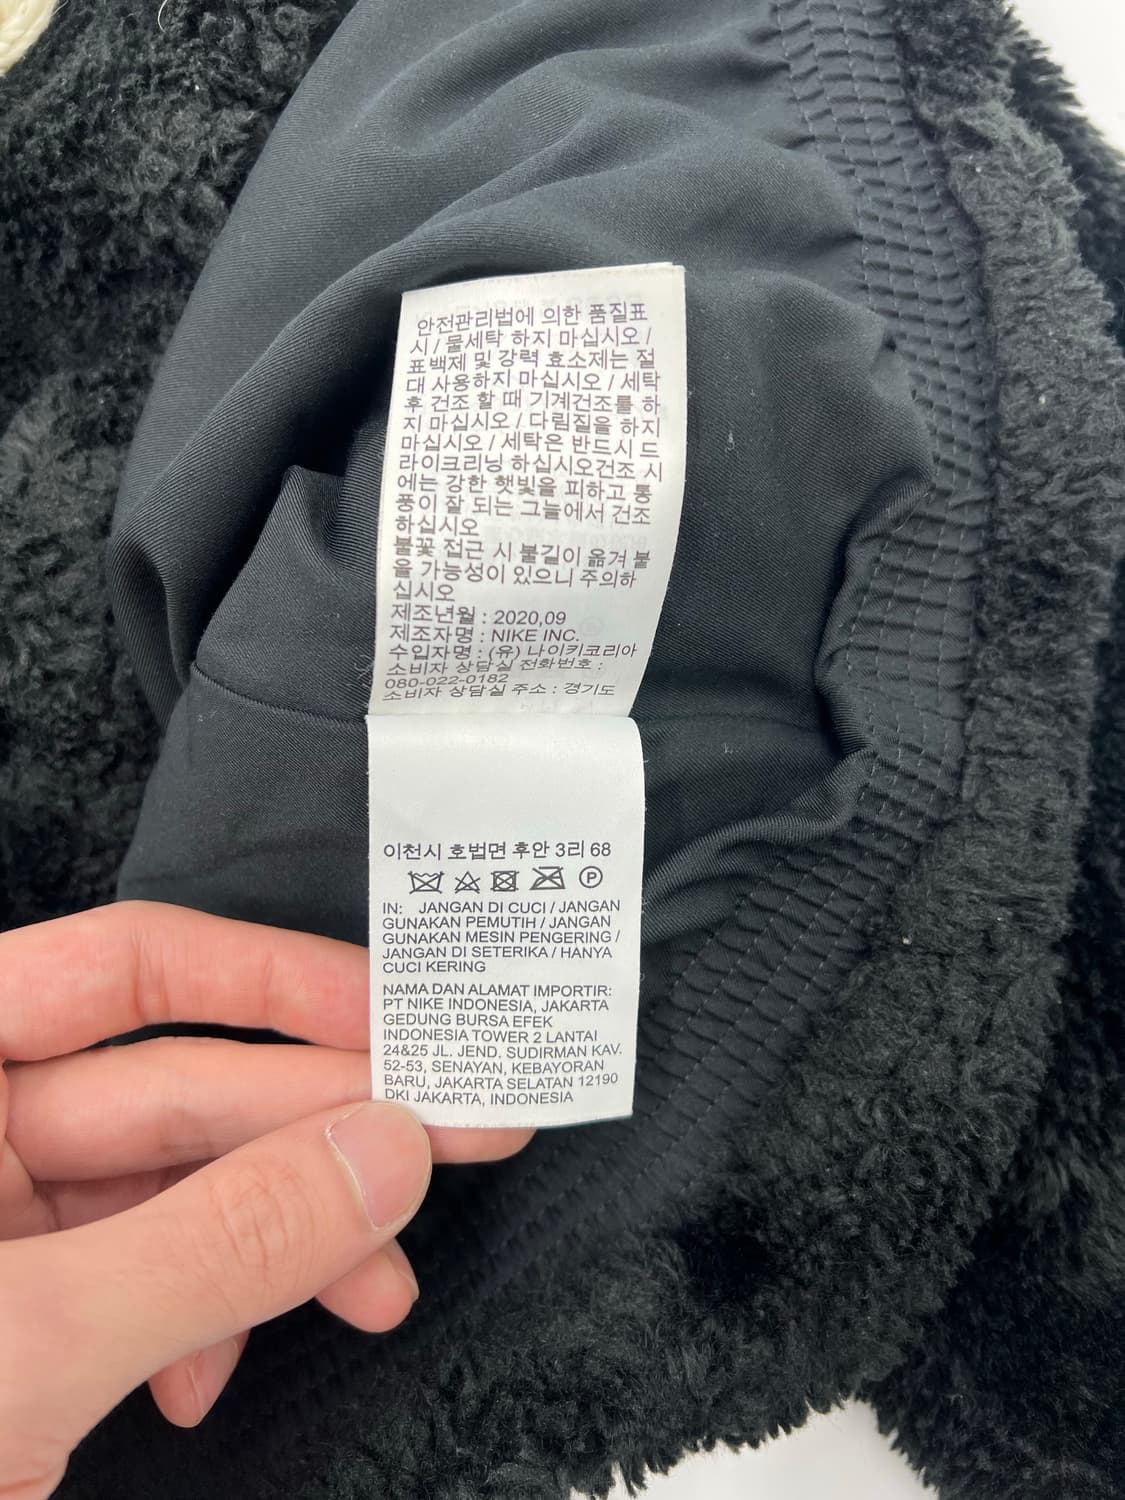 안전관리법에 의한 품질표
시 / 물세탁 하지 마십시오 /
표백제 및 강력 효소제는 절
대 사용하지 마십시오 / 세탁
후 건조 할 때 기계건조를 하
지 마십시오 / 다림질을 하지
마십시오 / 세탁은 반드시 드
라이크리닝 하십시오건조 시
에는 강한 햇빛을 피하고 통
풍이 잘 되는 그늘에서 건조
하십시오
불꽃 접근 시 불길이 옮겨 붙
을 가능성이 있으니 주의하
십시오
제조년월 : 2020,09
제조자명 : NIKE INC.
수입자명 : (유) 나이키코리아
소비자 상담실 전화번호 :
080-022-0182
소비자 상담실 주소 : 경기도
이천시 호법면 후안 3리 68
P
IN: JANGAN DI CUCI / JANGAN
GUNAKAN PEMUTIH / JANGAN
GUNAKAN MESIN PENGERING /
JANGAN DI SETERIKA / HANYA
CUCI KERING
NAMA DAN ALAMAT IMPORTIR:
PT NIKE INDONESIA, JAKARTA
GEDUNG BURSA EFEK
INDONESIA TOWER 2 LANTAI
24&25 JL. JEND. SUDIRMAN KAV.
52-53, SENAYAN, KEBAYORAN
BARU, JAKARTA SELATAN 12190
DKI JAKARTA, INDONESIA